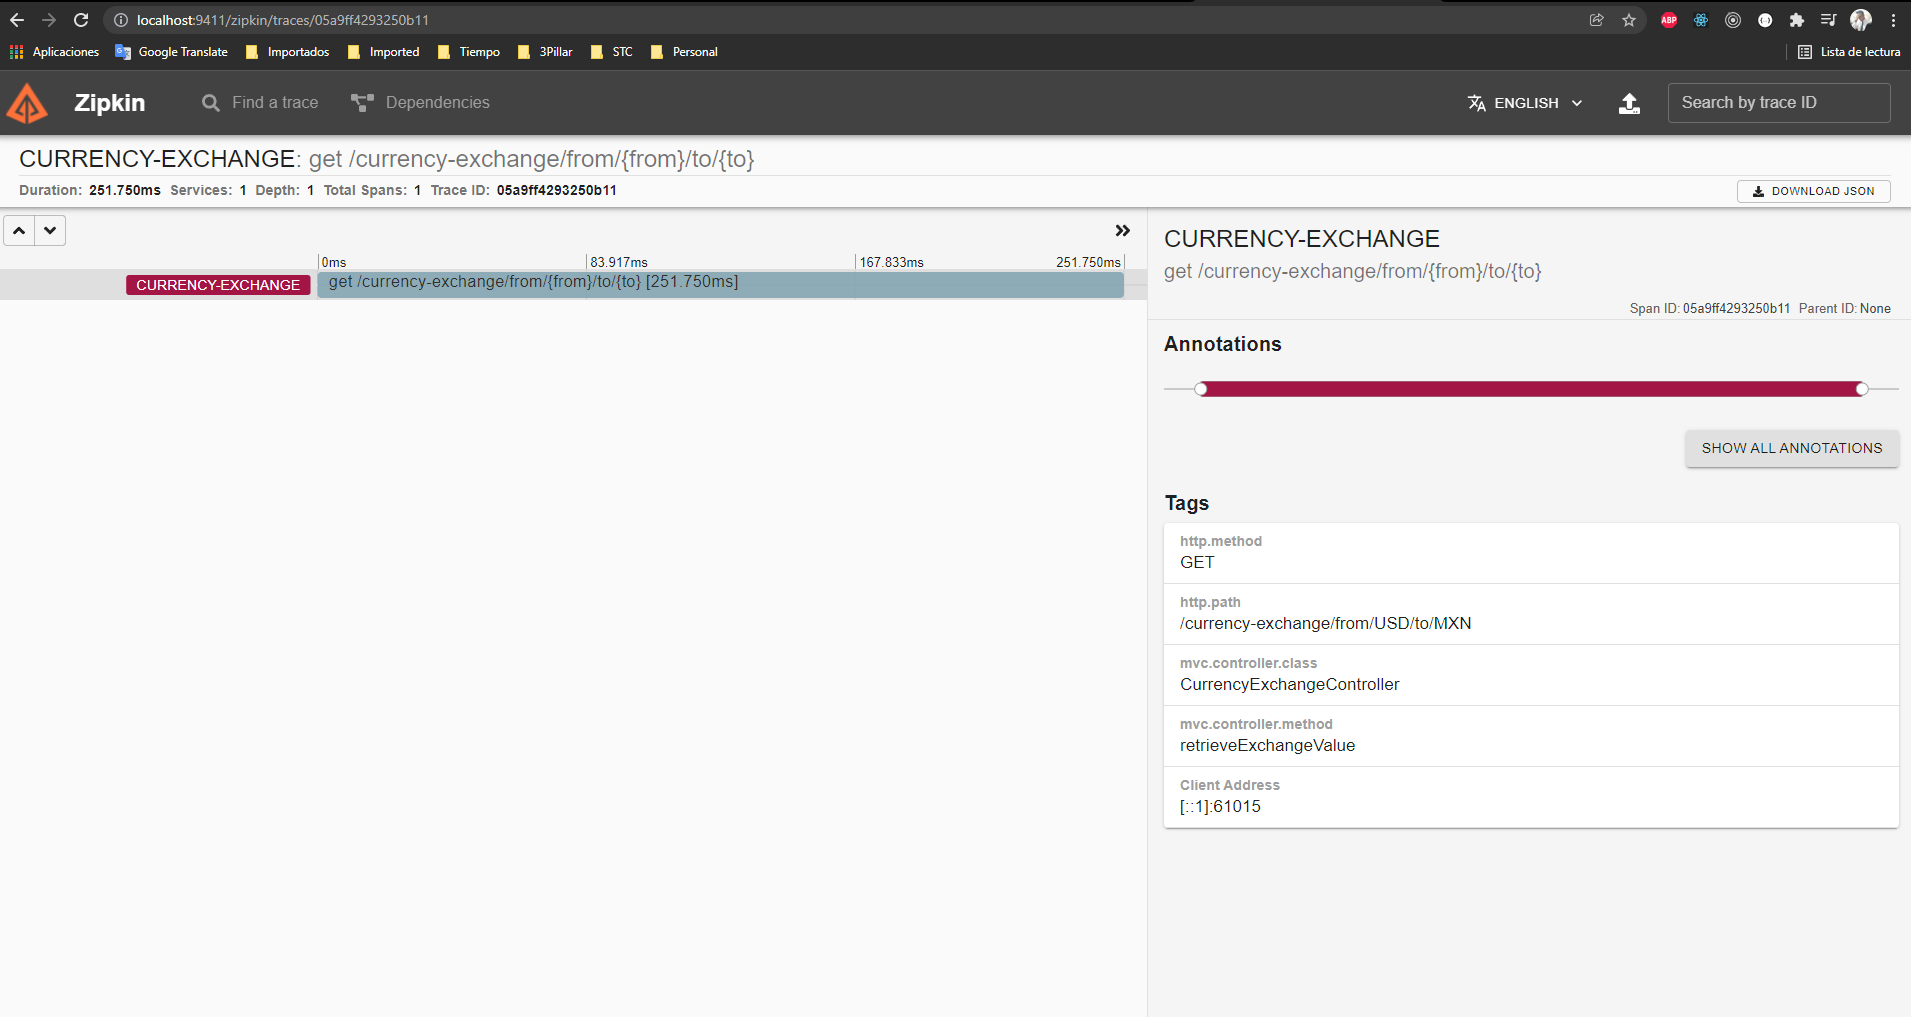 localhost:9411/zipkin/traces/05a9ff4293250b11
ABP
Aplicaciones Google Translate Importados Imported Tiempo 3Pillar STC Personal Lista de lectura
Zipkin Find a trace Dependencies ENGLISH Search by trace ID
CURRENCY-EXCHANGE: get /currency-exchange/from/{from}/to/{to}
Duration: 251.750ms Services: 1 Depth: 1 Total Spans: 1 Trace ID: 05a9ff4293250b11
DOWNLOAD JSON
0ms 83.917ms 167.833ms 251.750ms
CURRENCY-EXCHANGE get /currency-exchange/from/{from}/to/{to} [251.750ms]
CURRENCY-EXCHANGE
get /currency-exchange/from/{from}/to/{to}
Span ID: 05a9ff4293250b11 Parent ID: None
Annotations
SHOW ALL ANNOTATIONS
Tags
http.method
GET
http.path
/currency-exchange/from/USD/to/MXN
mvc.controller.class
CurrencyExchangeController
mvc.controller.method
retrieveExchangeValue
Client Address
[::1]:61015